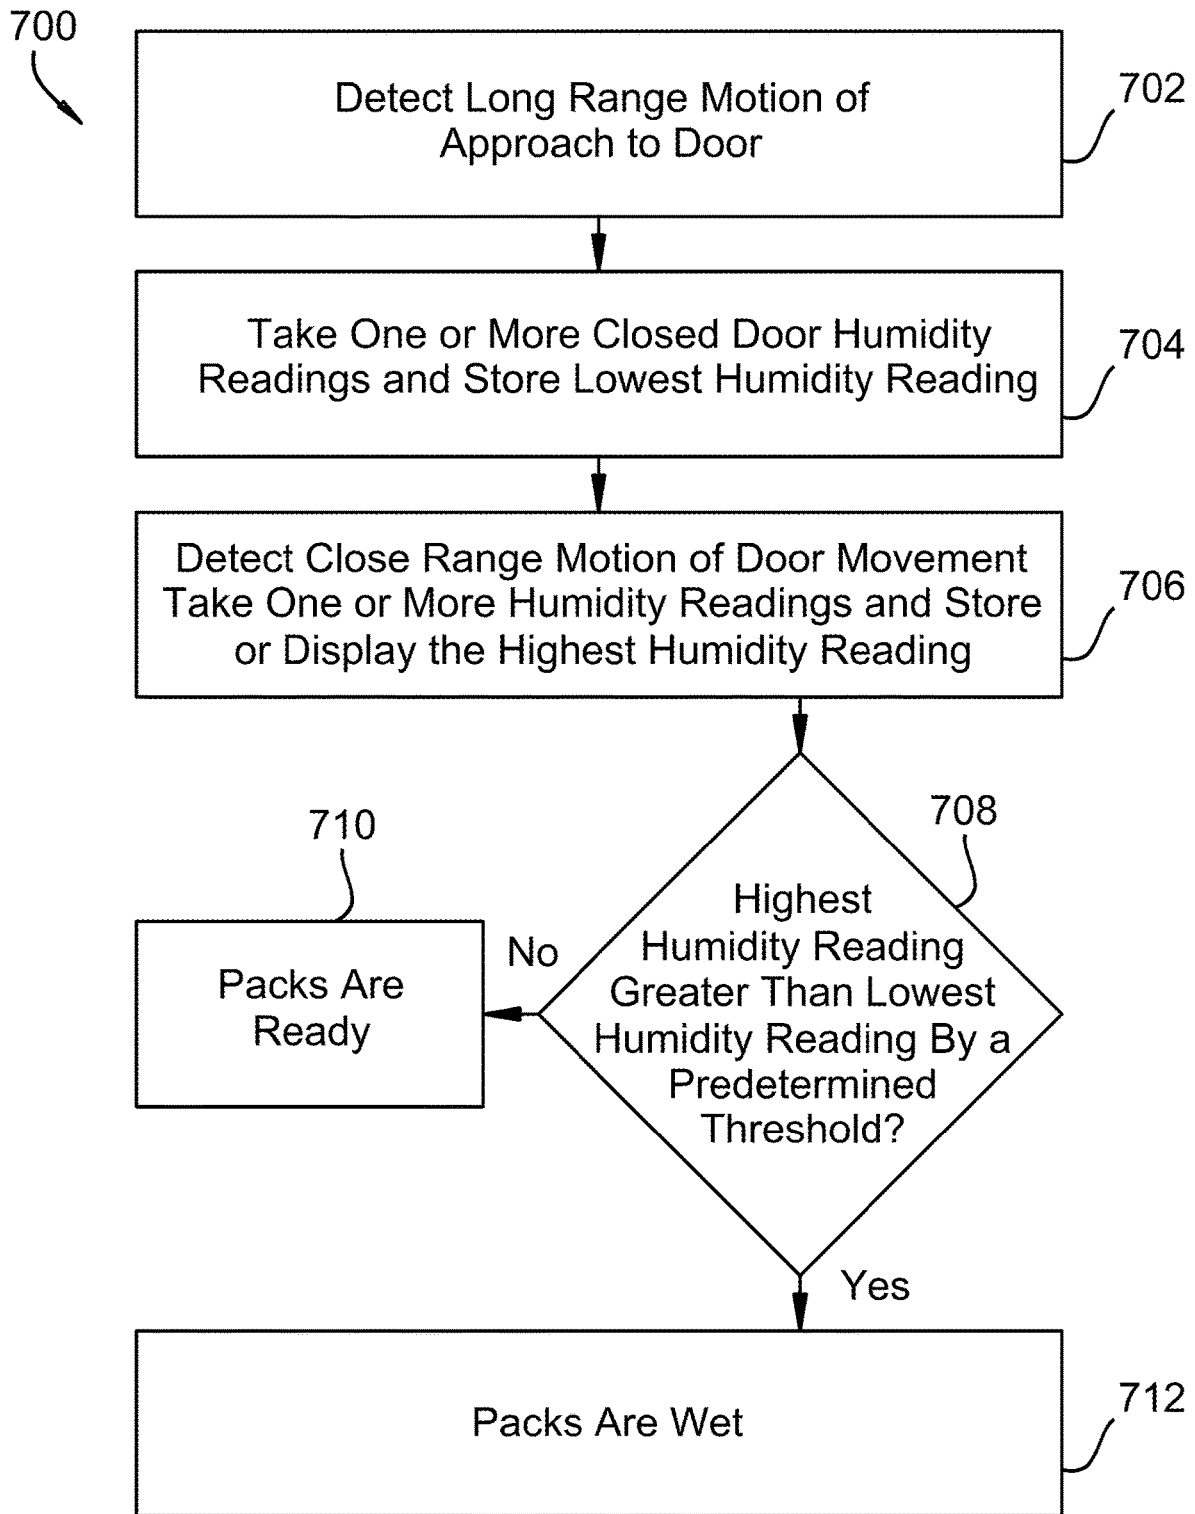 700
Detect Long Range Motion of
Approach to Door
702
Take One or More Closed Door Humidity
Readings and Store Lowest Humidity Reading
704
Detect Close Range Motion of Door Movement
Take One or More Humidity Readings and Store
or Display the Highest Humidity Reading
706
708
Highest
Humidity Reading
Greater Than Lowest
Humidity Reading By a
Predetermined
Threshold?
710
No
Packs Are
Ready
Yes
Packs Are Wet
712